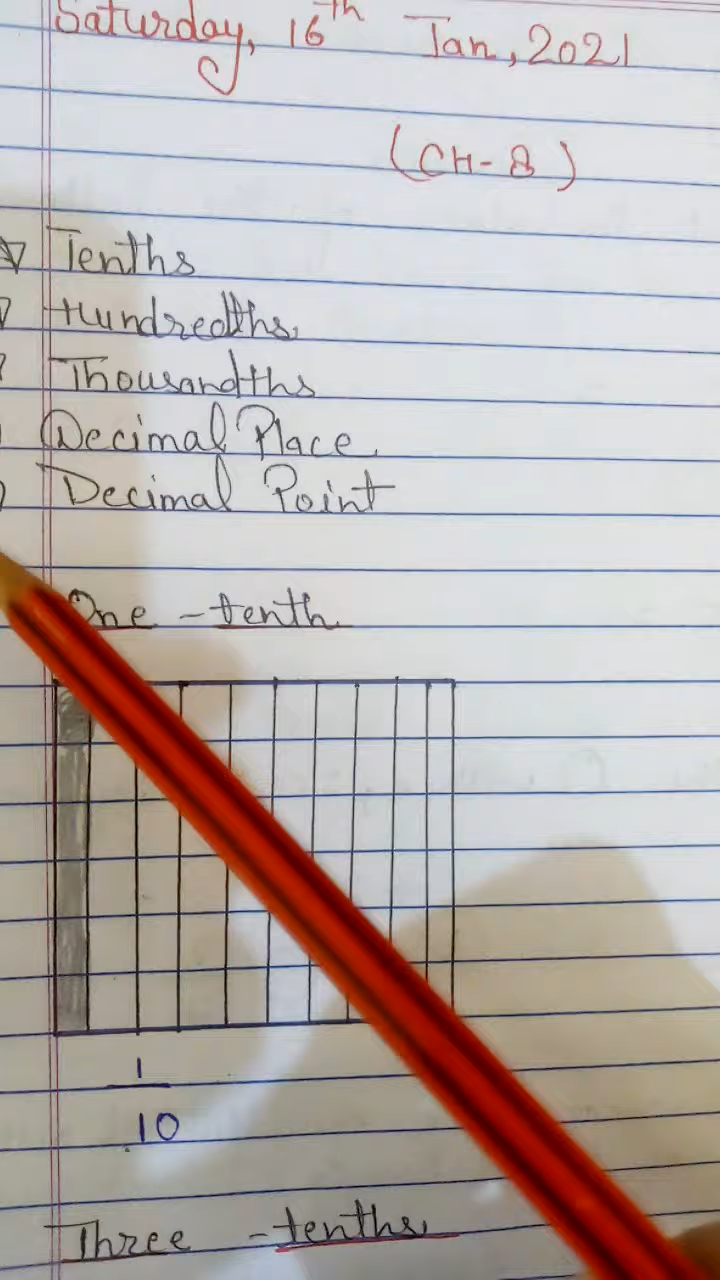 Saturday, 16th Jan, 2021
(CH-8)
Tenths
Hundredths,
Thousandths
Decimal Place.
Decimal Point
One - tenth.
1
10
Three - tenths.